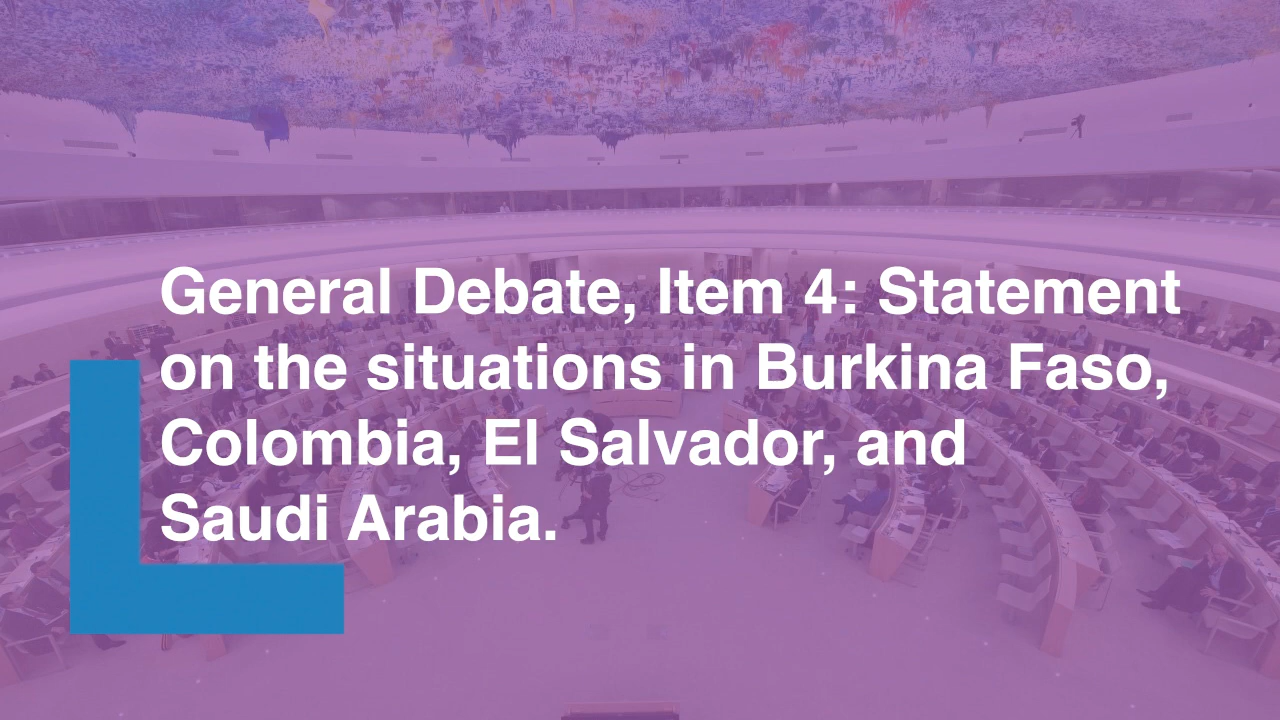 General Debate, Item 4: Statement
on the situations in Burkina Faso,
Colombia, El Salvador, and
Saudi Arabia.